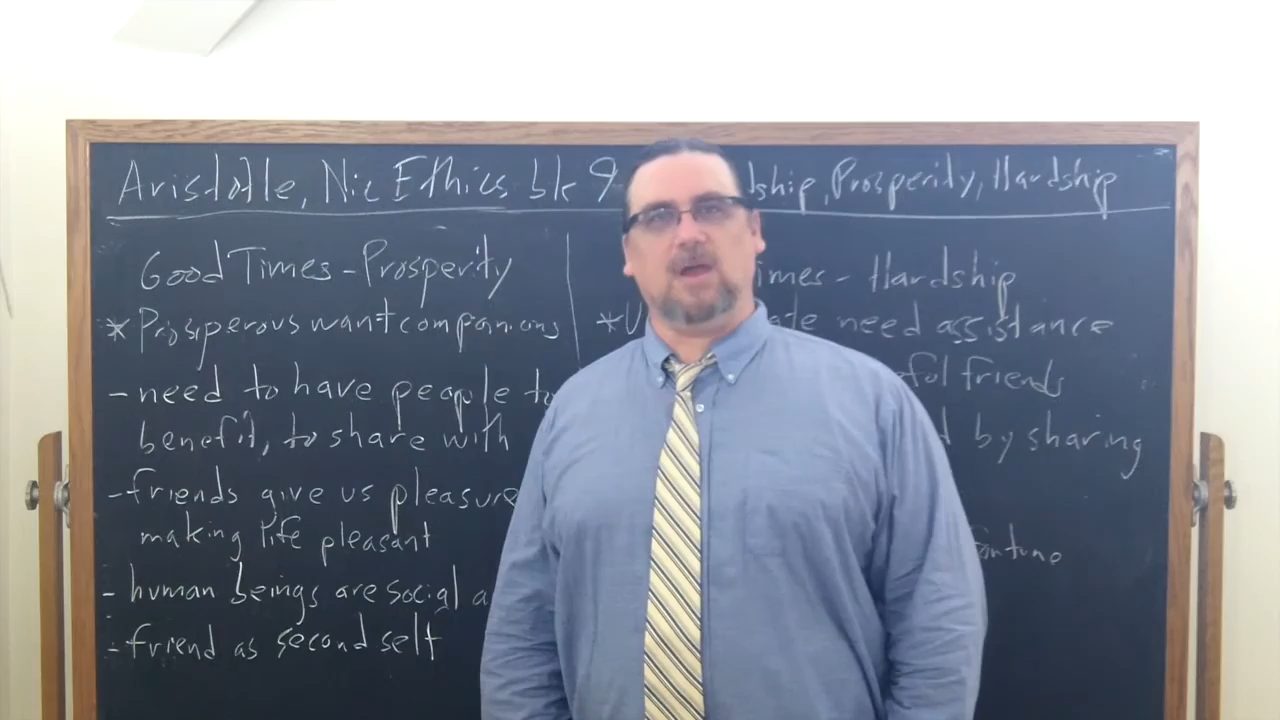 Aristotle, Nic Ethics bk 9 dship, Prosperity, Hardship
Good Times - Prosperity
* Prosperous want companions
- need to have people to
benefit, to share with
- friends give us pleasure
making life pleasant
- human beings are social a
- friend as second self
imes - Hardship
* U ate need assistance
eful friends
d by sharing
fortune